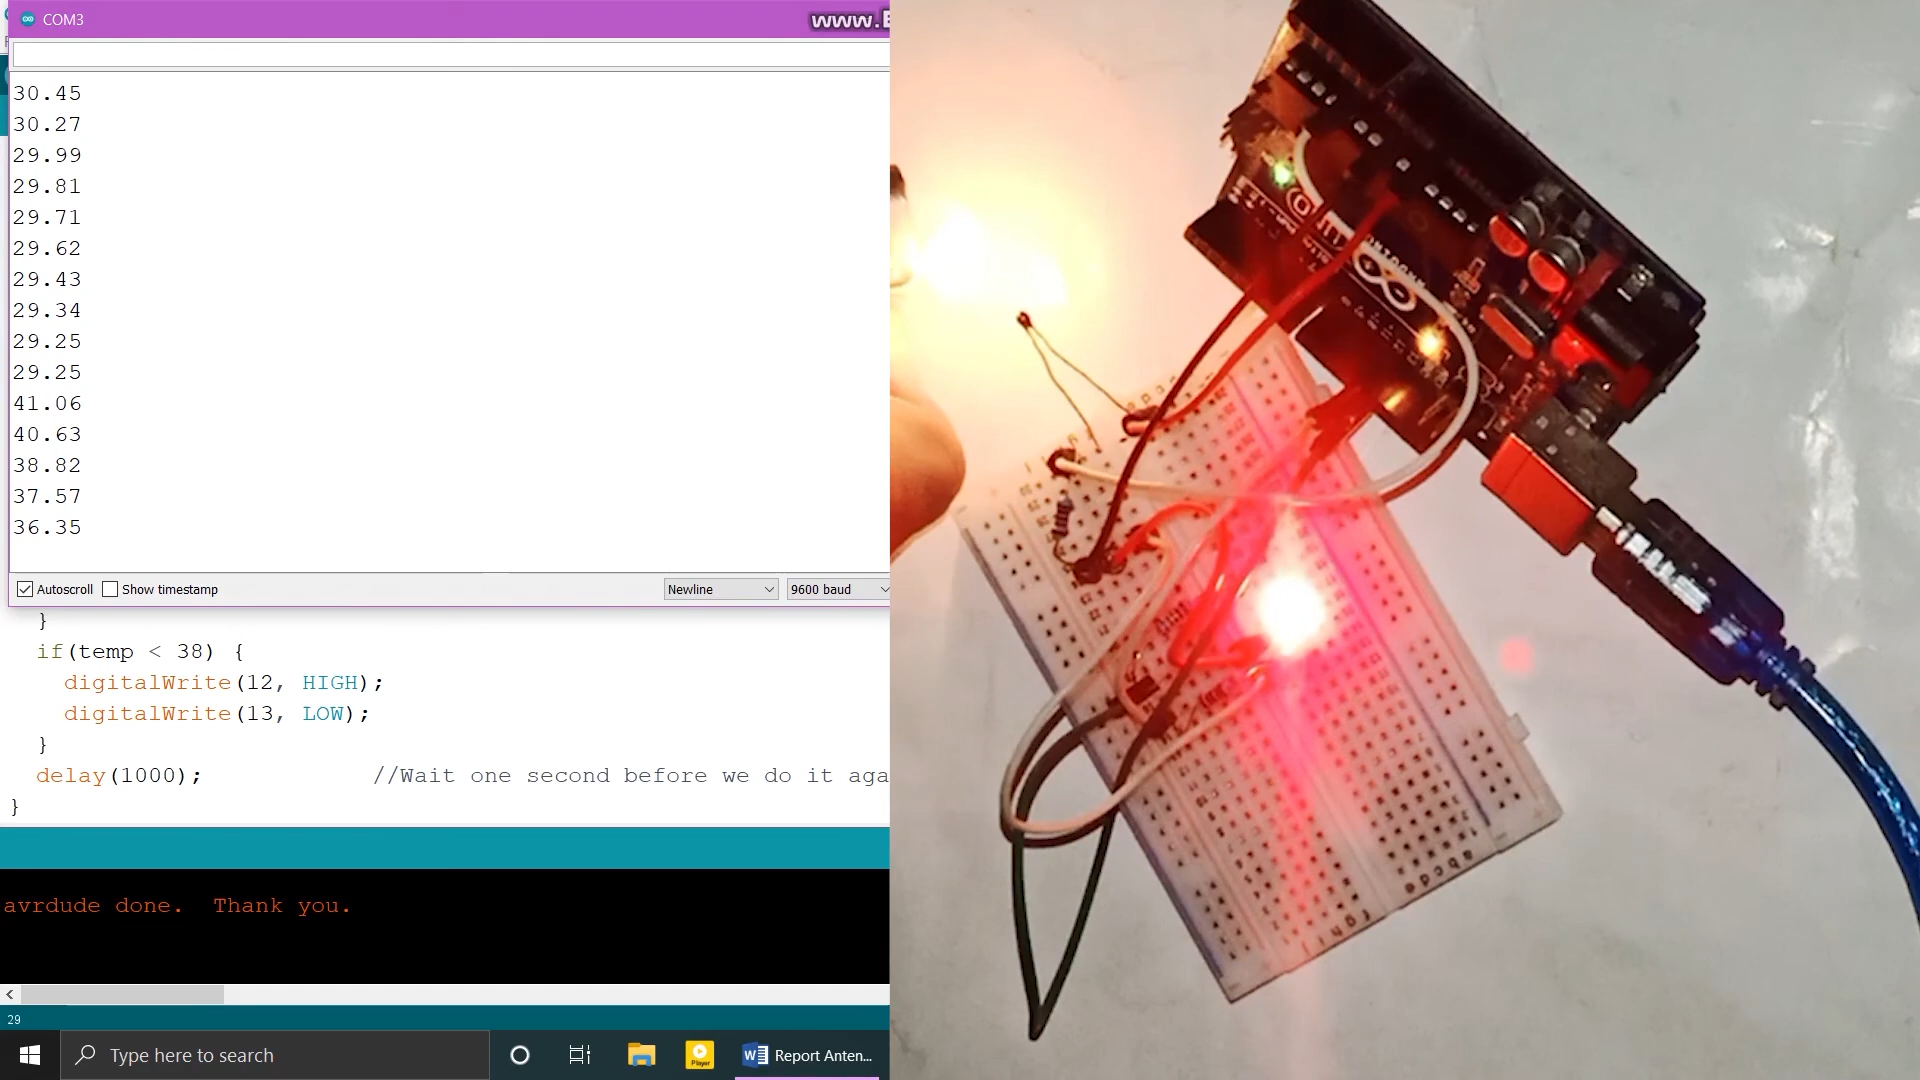 COM3
www.
30.45
30.27
29.99
29.81
29.71
29.62
29.43
29.34
29.25
29.25
41.06
40.63
38.82
37.57
36.35
Autoscroll
Show timestamp
Newline
9600 baud
}
if(temp < 38) {
digitalWrite(12, HIGH);
digitalWrite(13, LOW);
}
delay(1000); //Wait one second before we do it aga
}
avrdude done. Thank you.
29
Type here to search
Player
W
Report Anten...
a b c d e
f g h i j